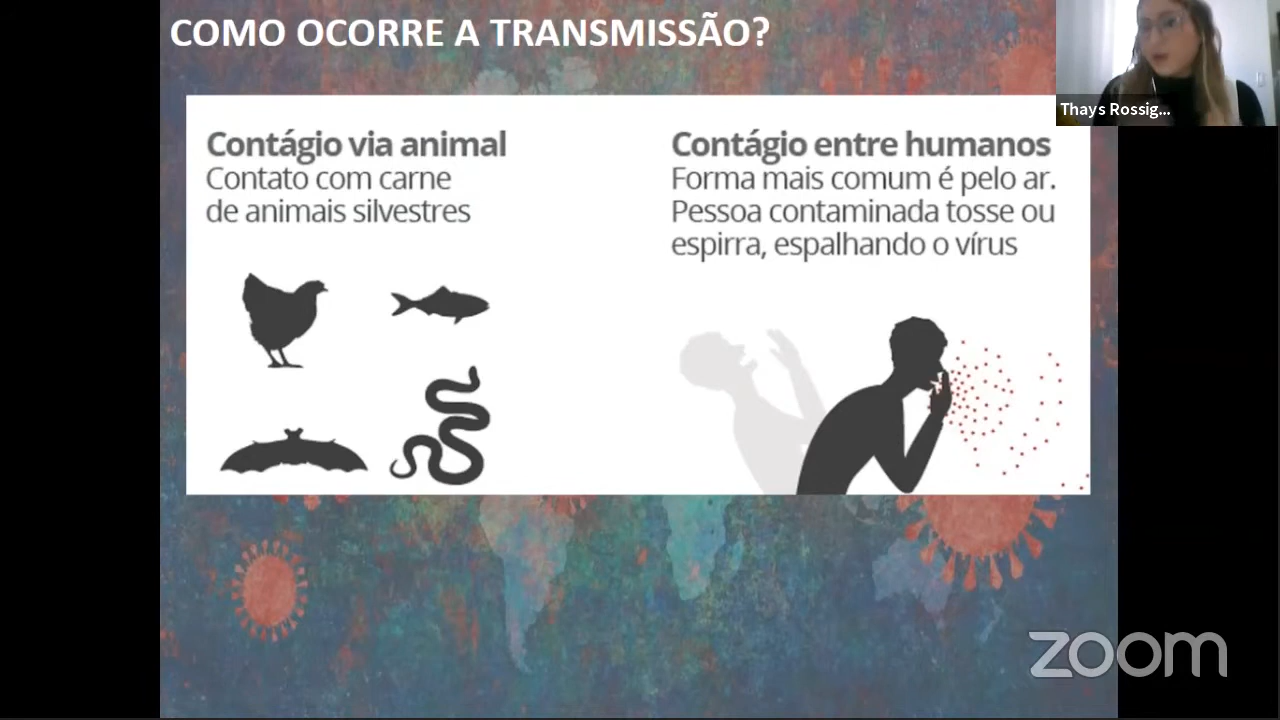 COMO OCORRE A TRANSMISSÃO?
Thays Rossig...
Contágio via animal
Contato com carne
de animais silvestres
Contágio entre humanos
Forma mais comum é pelo ar.
Pessoa contaminada tosse ou
espirra, espalhando o vírus
zoom